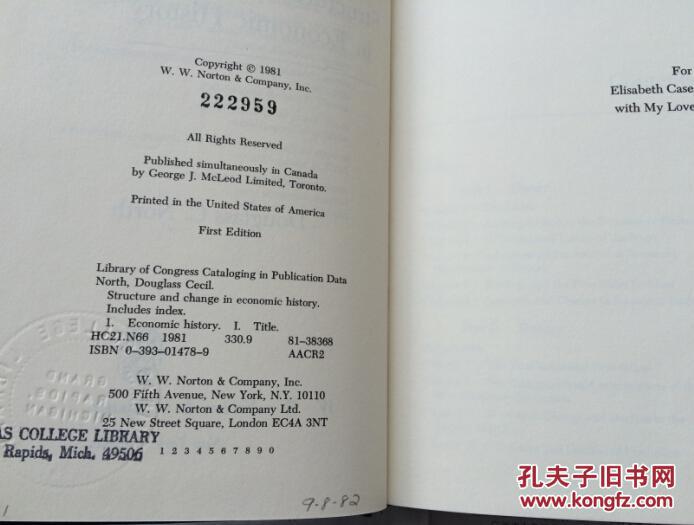 Copyright © 1981
W. W. Norton & Company, Inc.
222959
All Rights Reserved
Published simultaneously in Canada
by George J. McLeod Limited, Toronto.
Printed in the United States of America
First Edition
Library of Congress Cataloging in Publication Data
North, Douglass Cecil.
Structure and change in economic history.
Includes index.
1. Economic history. I. Title.
HC21.N66 1981 330.9 81-38368
ISBN 0-393-01478-9 AACR2
W. W. Norton & Company, Inc.
500 Fifth Avenue, New York, N.Y. 10110
W. W. Norton & Company Ltd.
25 New Street Square, London EC4A 3NT
AS COLLEGE LIBRARY
Rapids, Mich. 49506
1 2 3 4 5 6 7 8 9 0
GRAND
RAPIDS,
MICHIGAN
9-8-82
For
Elisabeth Case
with My Love
孔夫子旧书网
www.kongfz.com